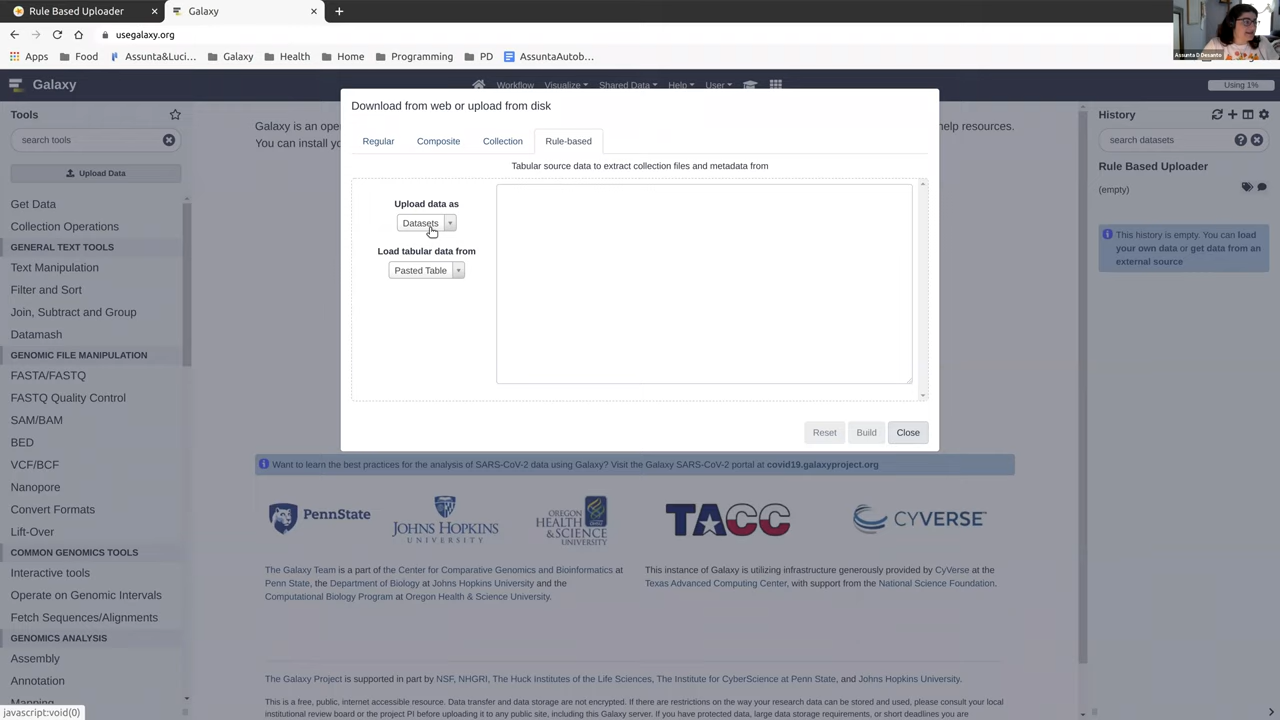 Rule Based Uploader
Galaxy
usegalaxy.org
Apps
Food
Assunta&Luci...
Galaxy
Health
Home
Programming
PD
AssuntaAutob...
Assunta D Desanto
Galaxy
Workflow
Visualize
Shared Data
Help
User
Using 1%
Tools
search tools
Upload Data
Get Data
Collection Operations
GENERAL TEXT TOOLS
Text Manipulation
Filter and Sort
Join, Subtract and Group
Datamash
GENOMIC FILE MANIPULATION
FASTA/FASTQ
FASTQ Quality Control
SAM/BAM
BED
VCF/BCF
Nanopore
Convert Formats
Lift-Over
COMMON GENOMICS TOOLS
Interactive tools
Operate on Genomic Intervals
Fetch Sequences/Alignments
GENOMICS ANALYSIS
Assembly
Annotation
Mapping
javascript:void(0)
Galaxy is an ope
help resources.
You can install yo
Download from web or upload from disk
Regular
Composite
Collection
Rule-based
Tabular source data to extract collection files and metadata from
Upload data as
Datasets
Load tabular data from
Pasted Table
Reset
Build
Close
Want to learn the best practices for the analysis of SARS-CoV-2 data using Galaxy? Visit the Galaxy SARS-CoV-2 portal at covid19.galaxyproject.org
PennState
JOHNS HOPKINS
UNIVERSITY
OREGON
HEALTH
&SCIENCE
UNIVERSITY
TACC
CYVERSE
The Galaxy Team is a part of the Center for Comparative Genomics and Bioinformatics at
Penn State, the Department of Biology at Johns Hopkins University and the
Computational Biology Program at Oregon Health & Science University.
This instance of Galaxy is utilizing infrastructure generously provided by CyVerse at the
Texas Advanced Computing Center, with support from the National Science Foundation.
The Galaxy Project is supported in part by NSF, NHGRI, The Huck Institutes of the Life Sciences, The Institute for CyberScience at Penn State, and Johns Hopkins University.
This is a free, public, internet accessible resource. Data transfer and data storage are not encrypted. If there are restrictions on the way your research data can be stored and used, please consult your local
institutional review board or the project PI before uploading it to any public site, including this Galaxy server. If you have protected data, large data storage requirements, or short deadlines you are
History
search datasets
Rule Based Uploader
(empty)
This history is empty. You can load
your own data or get data from an
external source